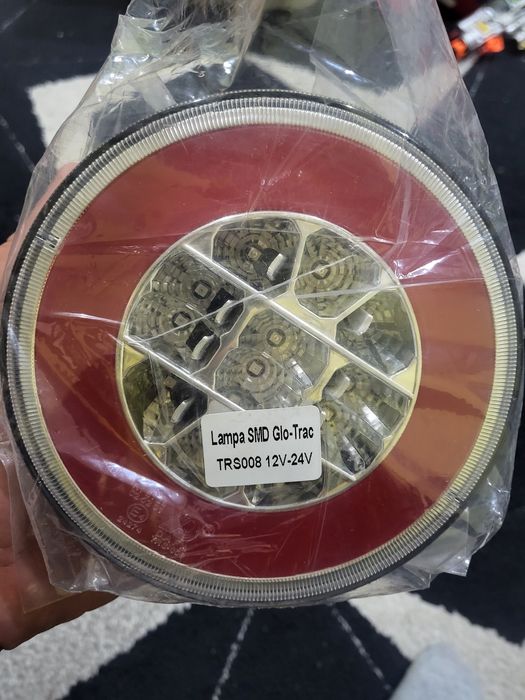 Lampa SMD Glo-Trac
TRS008 12V-24V